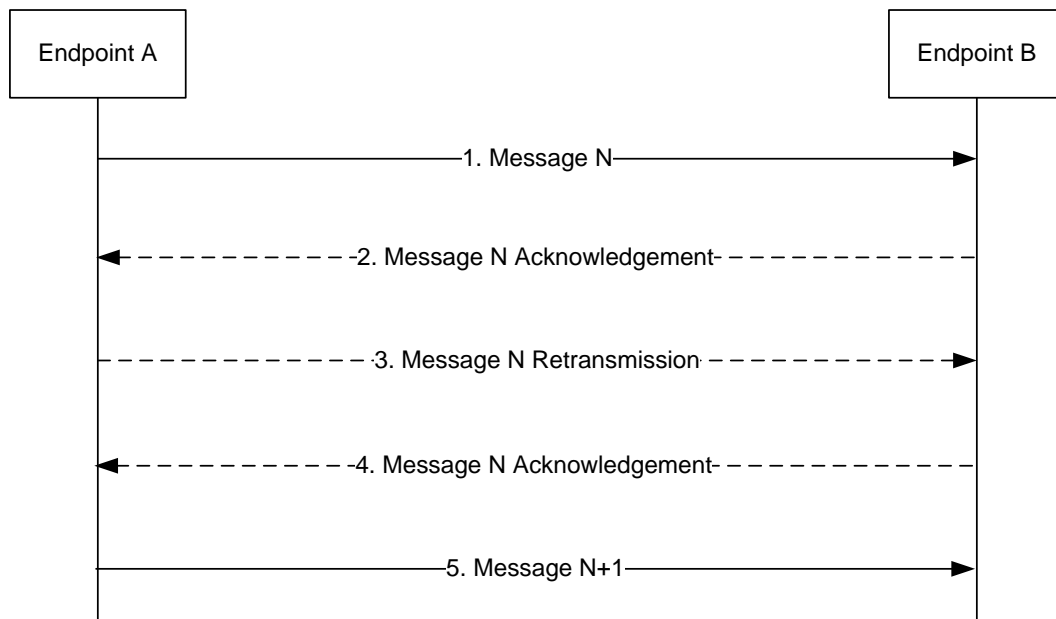 Endpoint A
Endpoint B
1. Message N
2. Message N Acknowledgement
3. Message N Retransmission
4. Message N Acknowledgement
5. Message N+1